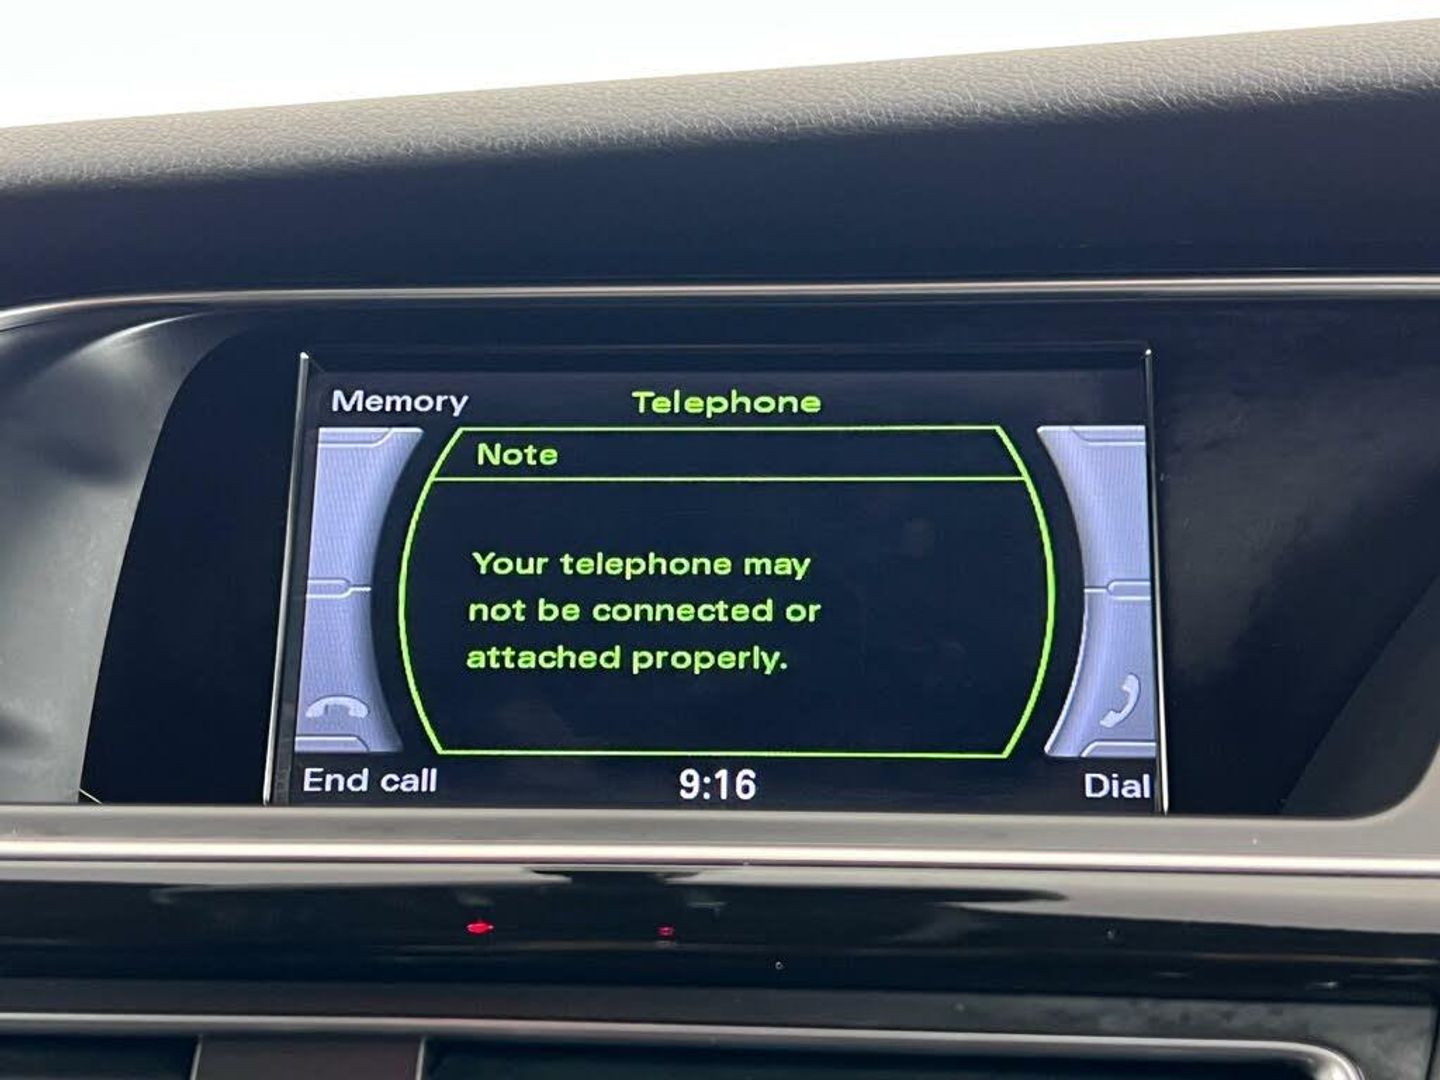 Memory
Telephone
Note
Your telephone may
not be connected or
attached properly.
End call
9:16
Dial